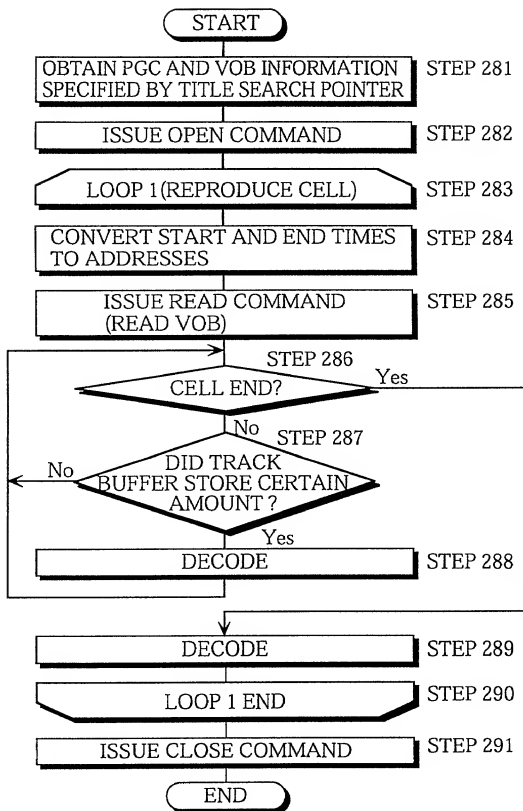 START
OBTAIN PGC AND VOB INFORMATION STEP 281
SPECIFIED BY TITLE SEARCH POINTER
ISSUE OPEN COMMAND STEP 282
LOOP 1(REPRODUCE CELL) STEP 283
CONVERT START AND END TIMES STEP 284
TO ADDRESSES
ISSUE READ COMMAND STEP 285
(READ VOB)
STEP 286
CELL END? Yes
No STEP 287
No DID TRACK
BUFFER STORE CERTAIN
AMOUNT ?
Yes
DECODE STEP 288
DECODE STEP 289
LOOP 1 END STEP 290
ISSUE CLOSE COMMAND STEP 291
END